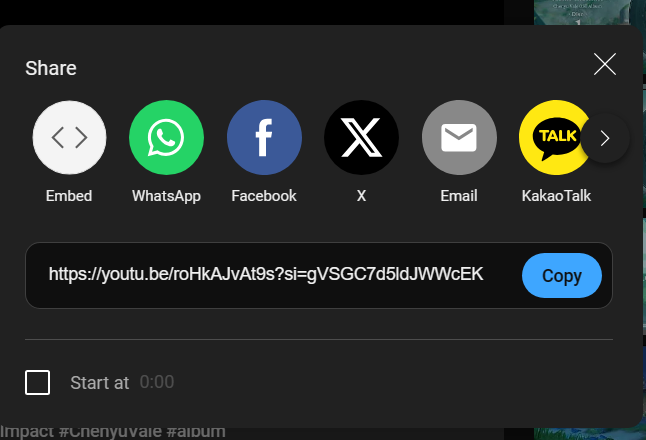 Share
TALK
Embed WhatsApp Facebook X Email KakaoTalk
https://youtu.be/roHkAJvAt9s?si=gVSGC7d5ldJWWcEK Copy
Start at 0:00
Impact #ChenyuVale #album